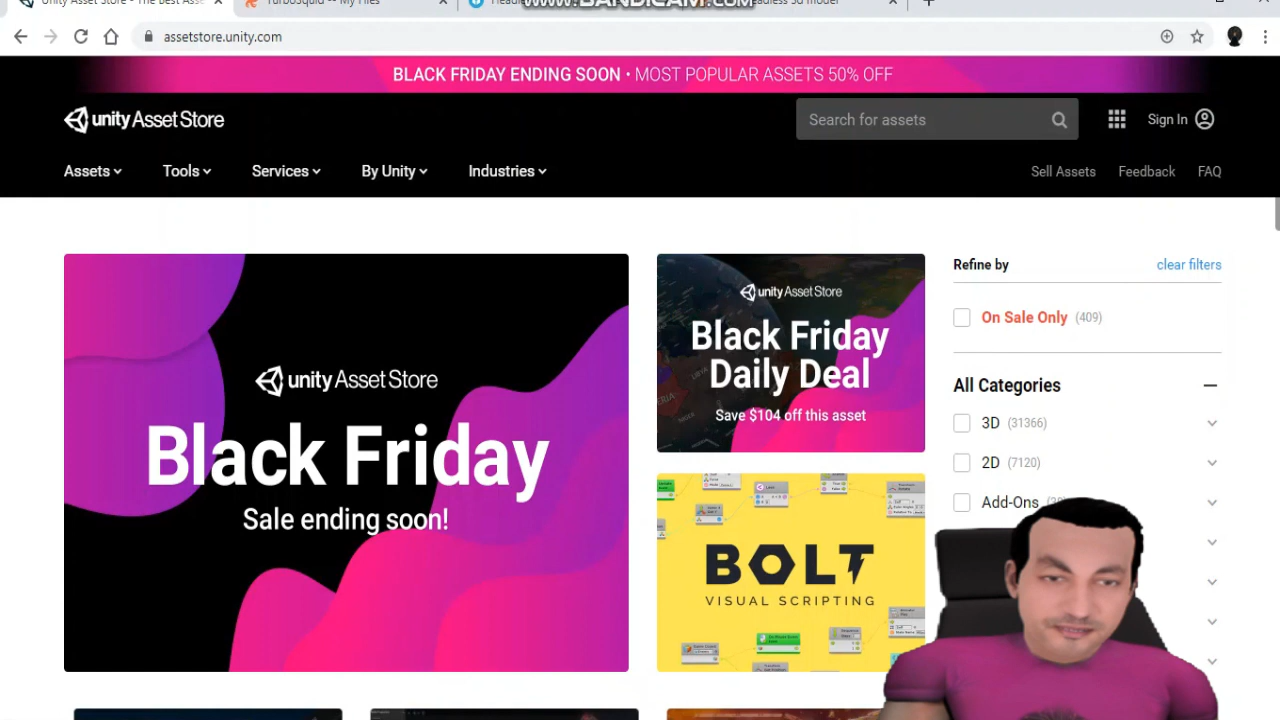 Unity Asset Store - The Best Asse
TurboSquid -- My Files
www.BANDICAM.com
eadless 3d model
assetstore.unity.com
BLACK FRIDAY ENDING SOON • MOST POPULAR ASSETS 50% OFF
unity Asset Store
Search for assets
Sign In
Assets
Tools
Services
By Unity
Industries
Sell Assets
Feedback
FAQ
unity Asset Store
Black Friday
Sale ending soon!
unity Asset Store
Black Friday
Daily Deal
Save $104 off this asset
BOLT
VISUAL SCRIPTING
Refine by
clear filters
On Sale Only (409)
All Categories
3D (31366)
2D (7120)
Add-Ons